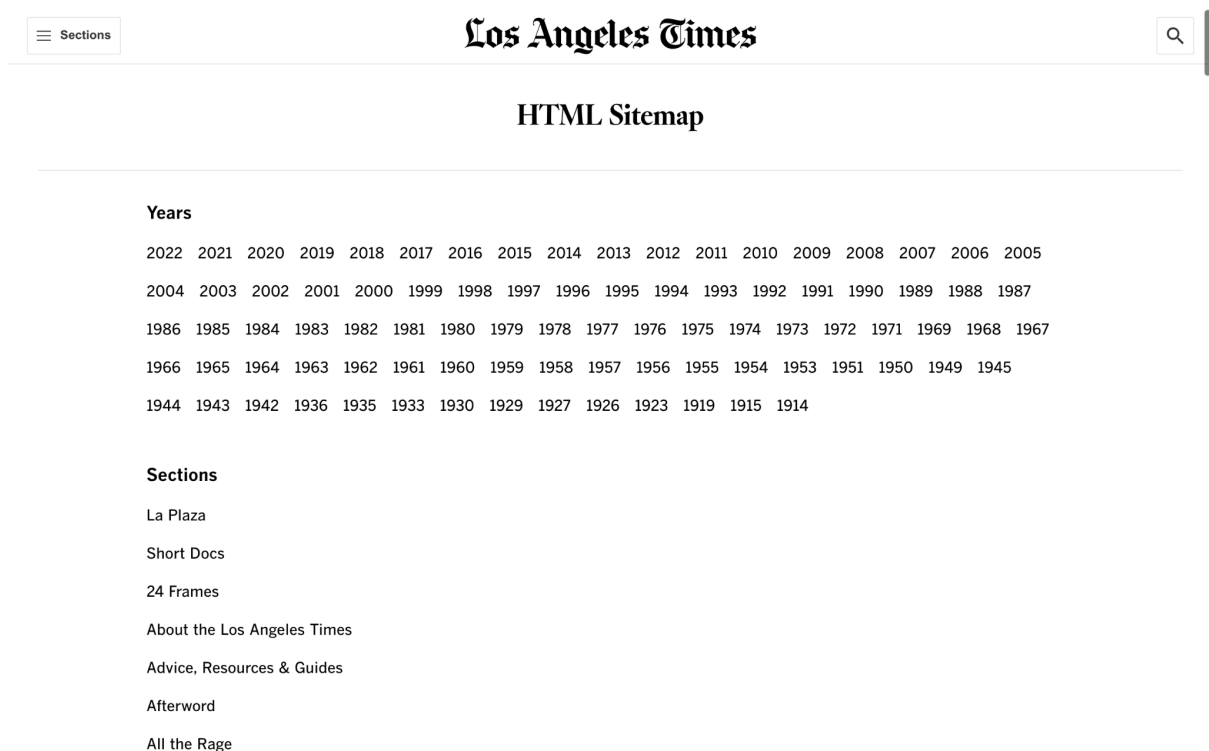 Sections
Los Angeles Times
HTML Sitemap
Years
2022 2021 2020 2019 2018 2017 2016 2015 2014 2013 2012 2011 2010 2009 2008 2007 2006 2005
2004 2003 2002 2001 2000 1999 1998 1997 1996 1995 1994 1993 1992 1991 1990 1989 1988 1987
1986 1985 1984 1983 1982 1981 1980 1979 1978 1977 1976 1975 1974 1973 1972 1971 1969 1968 1967
1966 1965 1964 1963 1962 1961 1960 1959 1958 1957 1956 1955 1954 1953 1951 1950 1949 1945
1944 1943 1942 1936 1935 1933 1930 1929 1927 1926 1923 1919 1915 1914
Sections
La Plaza
Short Docs
24 Frames
About the Los Angeles Times
Advice, Resources & Guides
Afterword
All the Rage